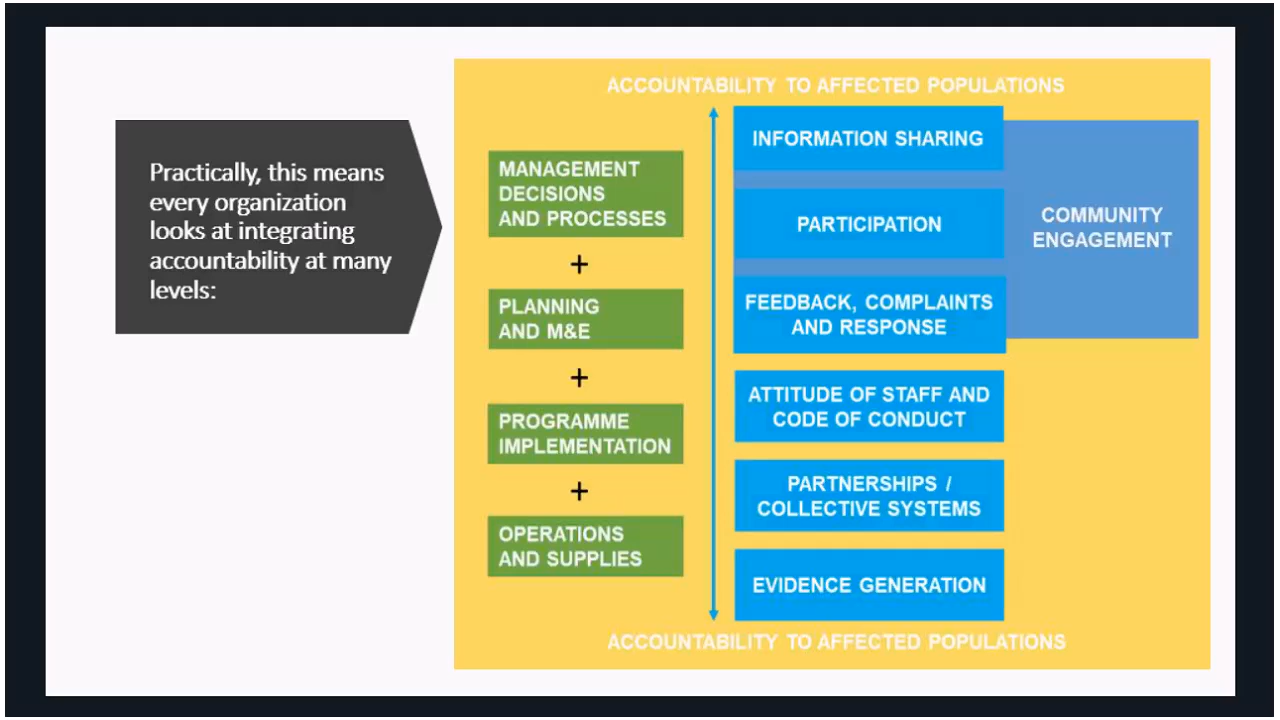 Practically, this means
every organization
looks at integrating
accountability at many
levels:
ACCOUNTABILITY TO AFFECTED POPULATIONS
MANAGEMENT
DECISIONS
AND PROCESSES
+
PLANNING
AND M&E
+
PROGRAMME
IMPLEMENTATION
+
OPERATIONS
AND SUPPLIES
INFORMATION SHARING
PARTICIPATION
FEEDBACK, COMPLAINTS
AND RESPONSE
ATTITUDE OF STAFF AND
CODE OF CONDUCT
PARTNERSHIPS /
COLLECTIVE SYSTEMS
EVIDENCE GENERATION
COMMUNITY
ENGAGEMENT
ACCOUNTABILITY TO AFFECTED POPULATIONS